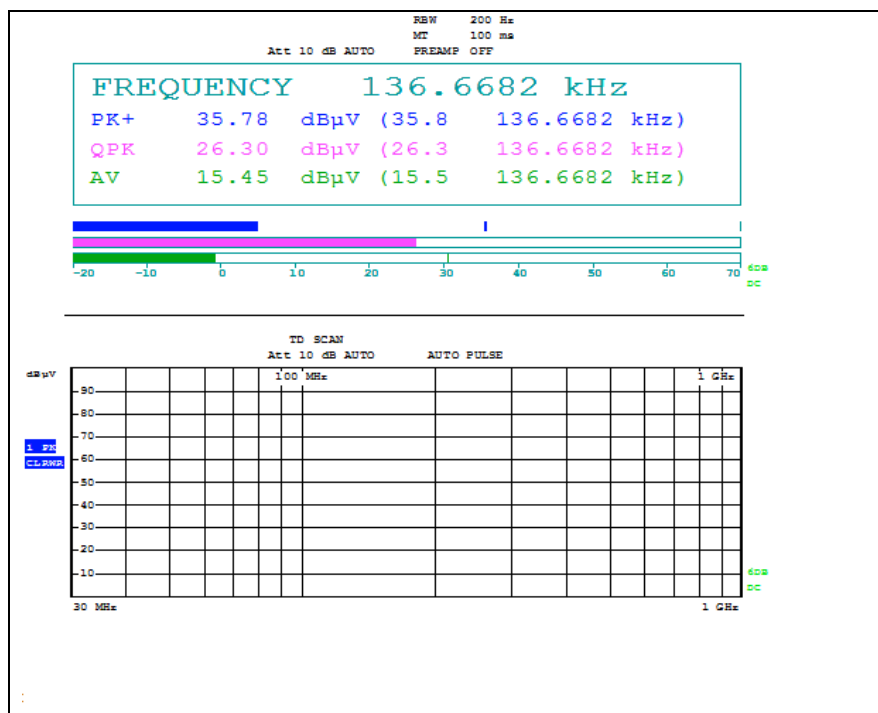 RBW 200 Hz
MT 100 ms
Att 10 dB AUTO PREAMP OFF
FREQUENCY 136.6682 kHz
PK+ 35.78 dBµV (35.8 136.6682 kHz)
QPK 26.30 dBµV (26.3 136.6682 kHz)
AV 15.45 dBµV (15.5 136.6682 kHz)
-20 -10 0 10 20 30 40 50 60 70
6DB
DC
TD SCAN
Att 10 dB AUTO AUTO PULSE
dBµV
100 MHz 1 GHz
90
80
70
1 PK
60
CLRWR
50
40
30
20
10
6DB
DC
30 MHz 1 GHz